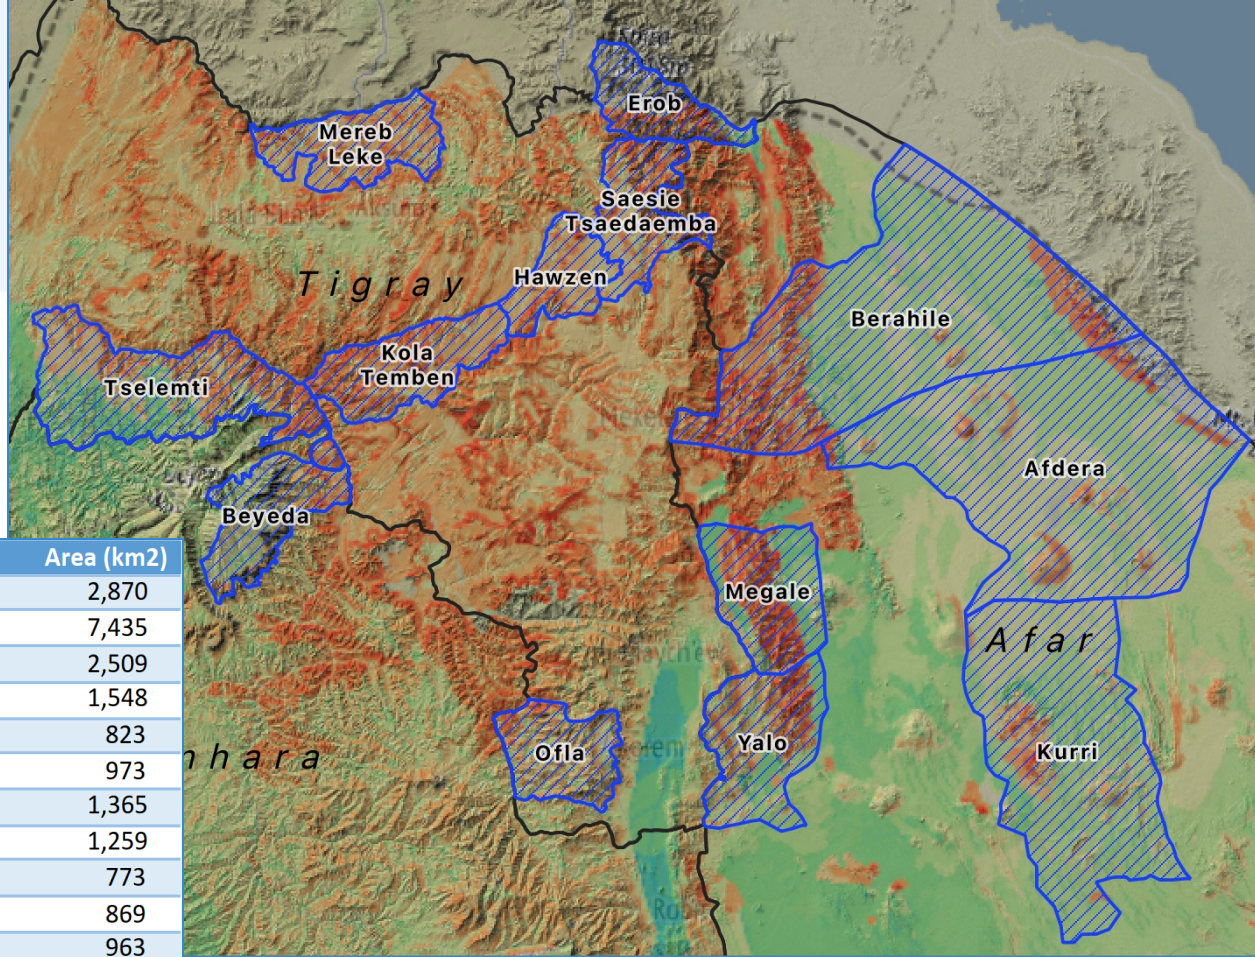 Erob
Mereb
Leke
Saesie
Tsaedaemba
Hawzen
Tigray
Berahile
Kola
Temben
Tselemti
Afdera
Beyeda
Megale
Afar
Ofla
Yalo
Kurri
hara
Area (km2)
2,870
7,435
2,509
1,548
823
973
1,365
1,259
773
869
963